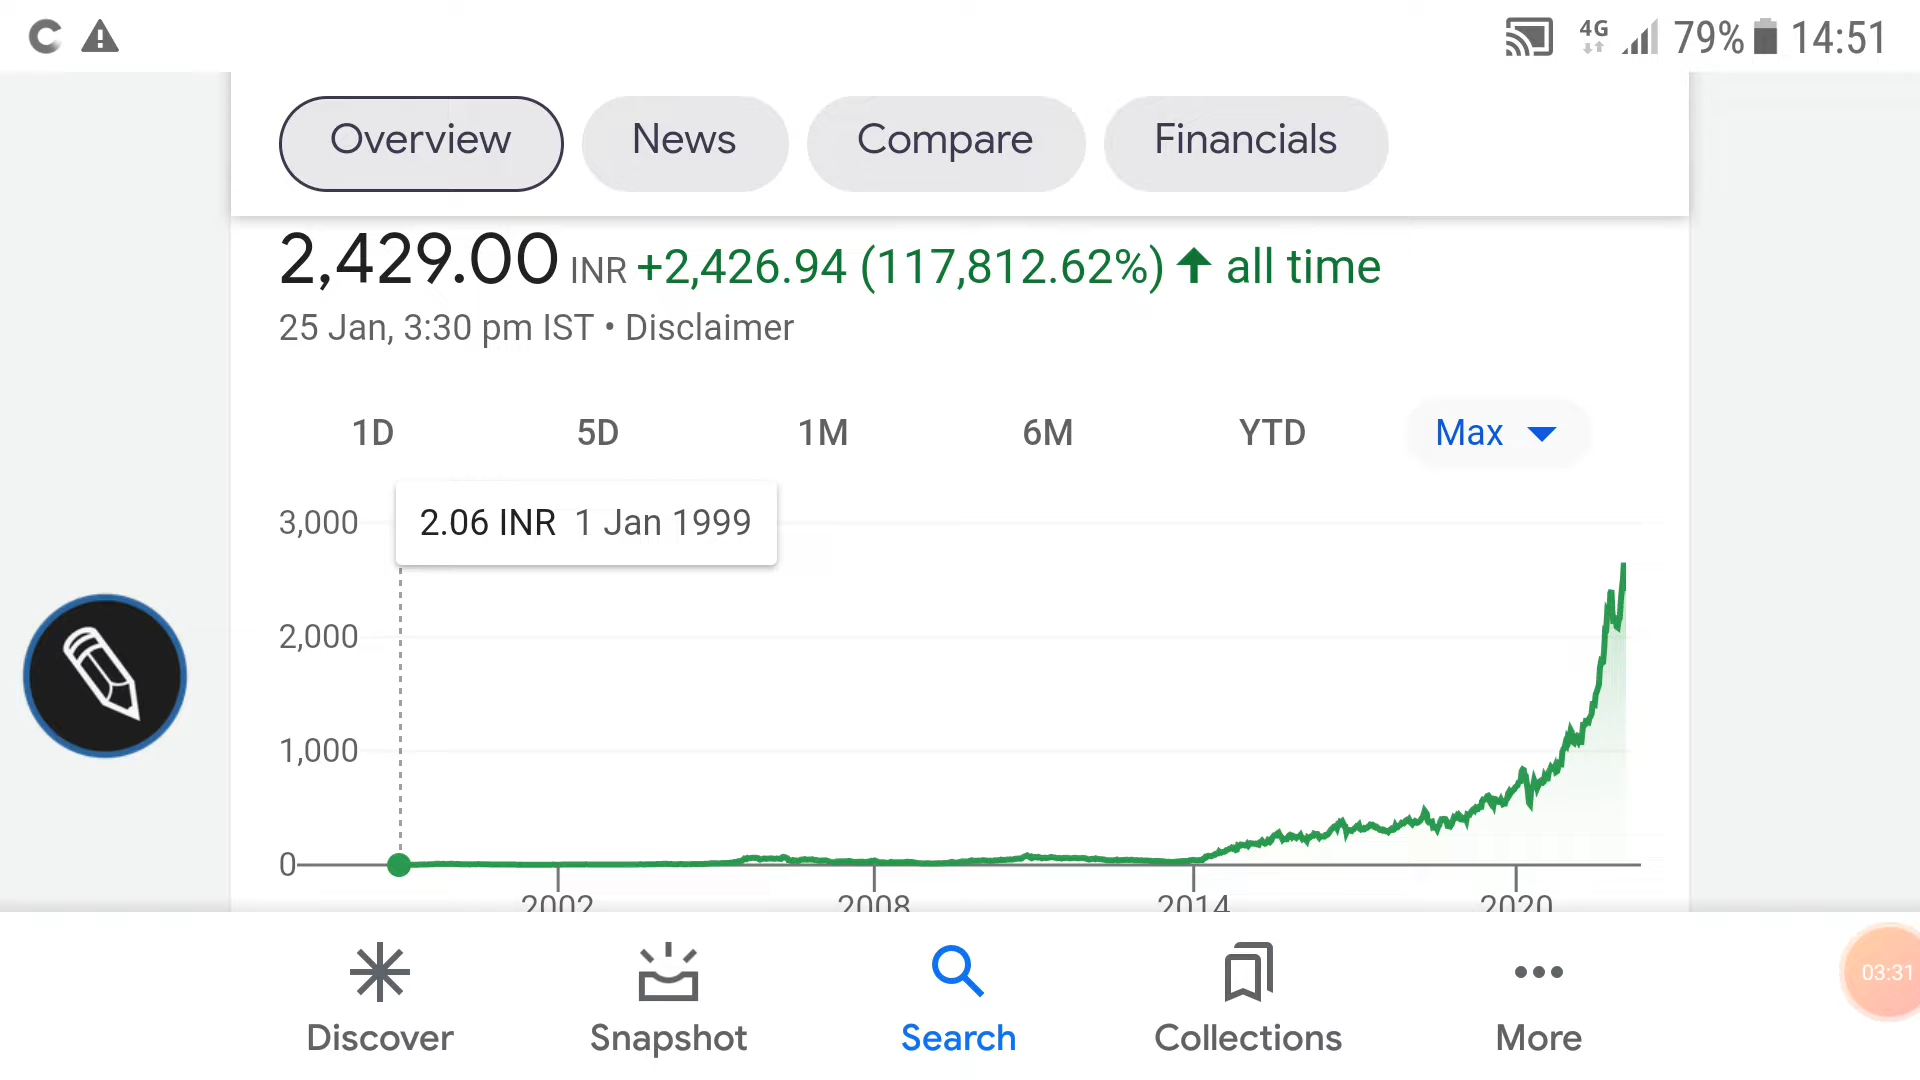 4G 79% 14:51
Overview News Compare Financials
2,429.00 INR +2,426.94 (117,812.62%) all time
25 Jan, 3:30 pm IST • Disclaimer
1D 5D 1M 6M YTD Max
3,000
2.06 INR 1 Jan 1999
2,000
1,000
0
2002 2008 2014 2020
Discover Snapshot Search Collections More
03:31